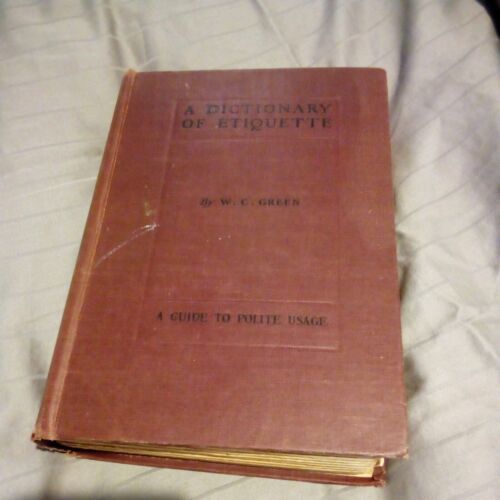 A DICTIONARY
OF ETIQUETTE
By W. C. GREEN
A GUIDE TO POLITE USAGE